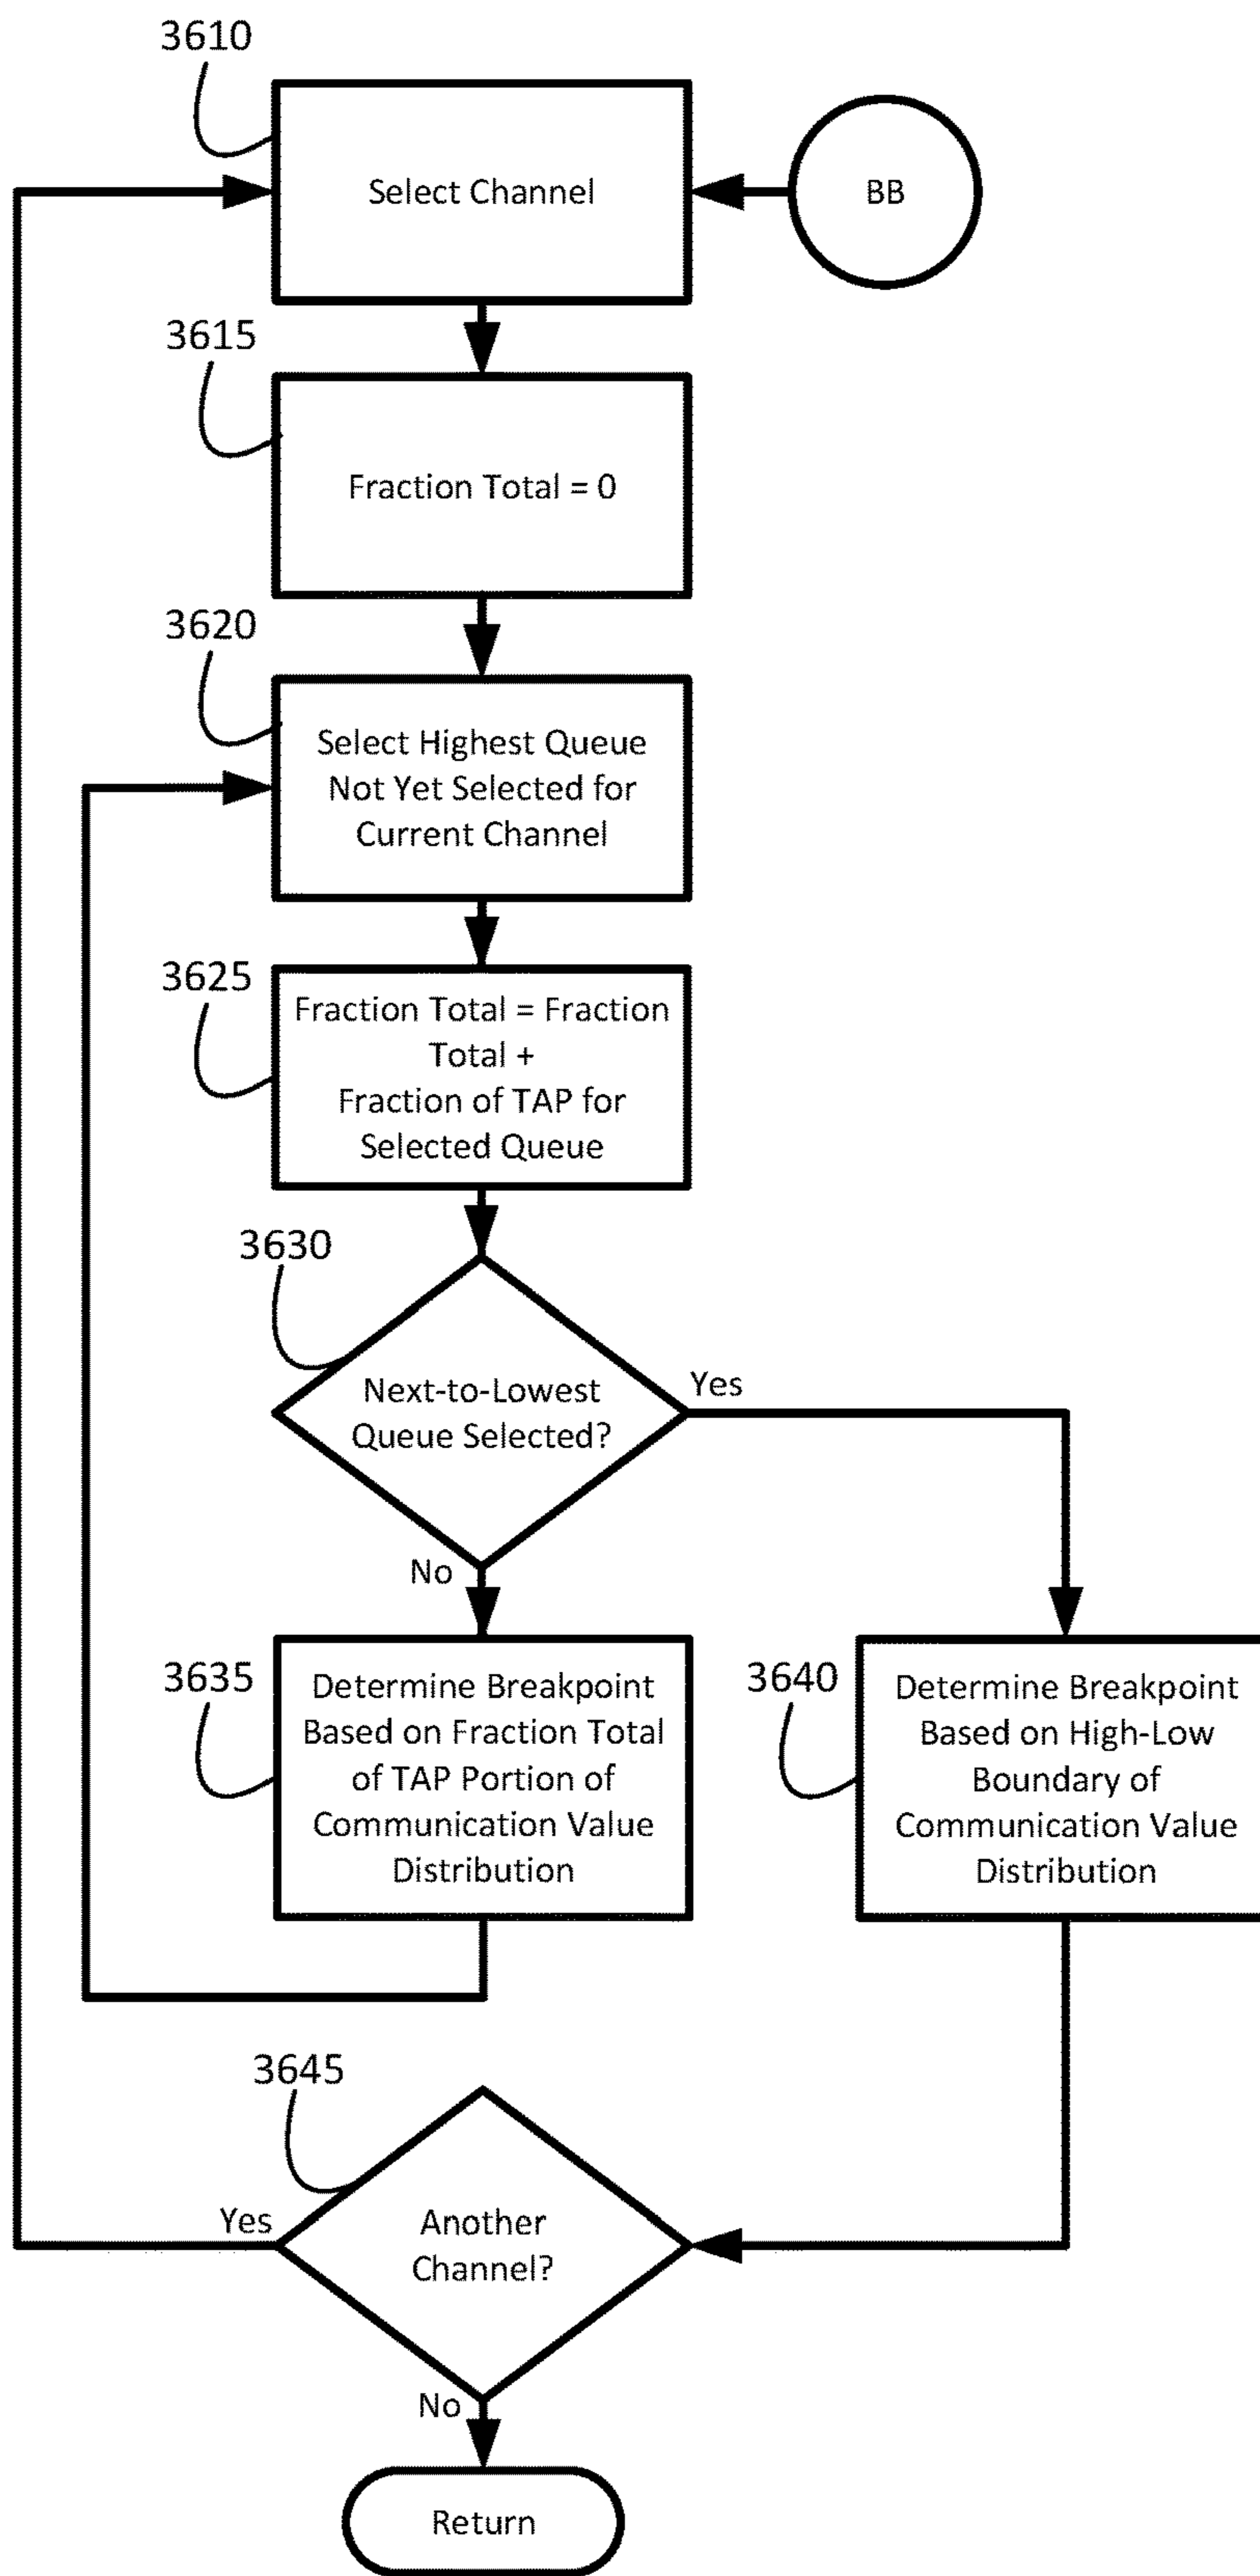 3610
Select Channel
BB
3615
Fraction Total = 0
3620
Select Highest Queue
Not Yet Selected for
Current Channel
3625
Fraction Total = Fraction
Total +
Fraction of TAP for
Selected Queue
3630
Next-to-Lowest
Queue Selected?
Yes
No
3635
Determine Breakpoint
Based on Fraction Total
of TAP Portion of
Communication Value
Distribution
3640
Determine Breakpoint
Based on High-Low
Boundary of
Communication Value
Distribution
3645
Yes
Another
Channel?
No
Return